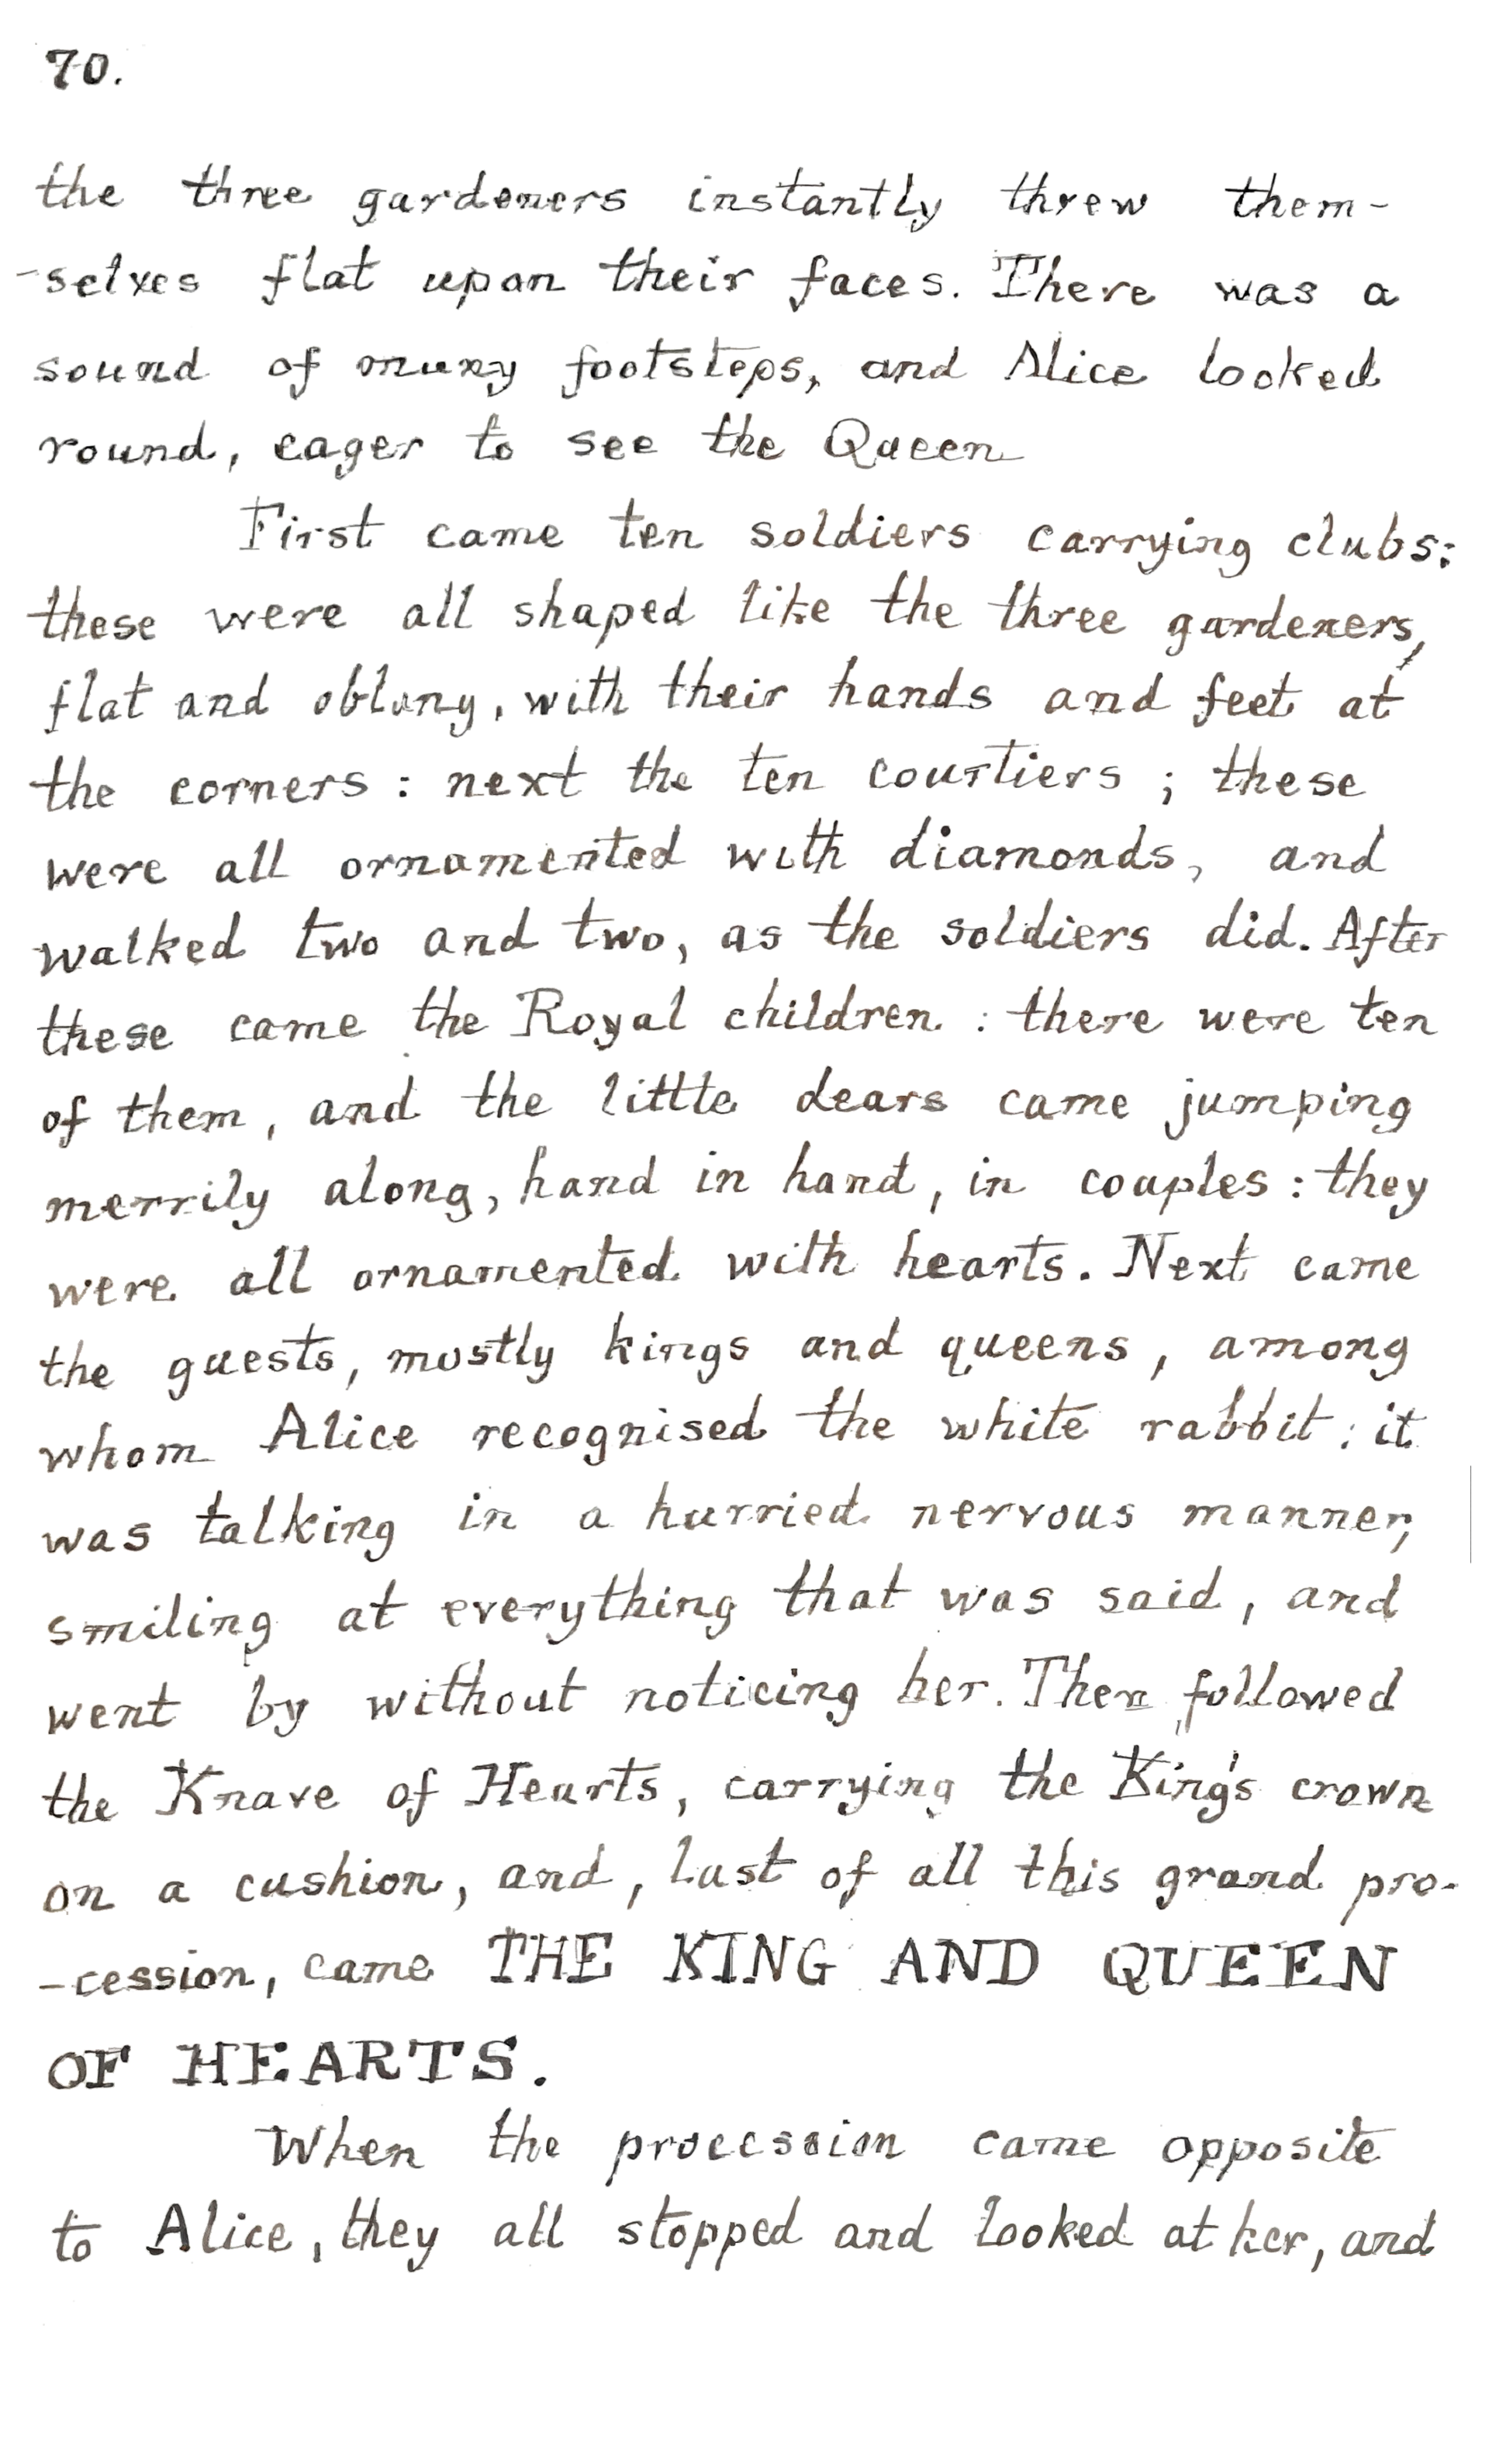 70.
the three gardeners instantly threw them-
-selves flat upon their faces. There was a
sound of many footsteps, and Alice looked
round, eager to see the Queen
First came ten soldiers carrying clubs:
these were all shaped like the three gardeners,
flat and oblong, with their hands and feet at
the corners: next the ten courtiers; these
were all ornamented with diamonds, and
walked two and two, as the soldiers did. After
these came the Royal children: there were ten
of them, and the little dears came jumping
merrily along, hand in hand, in couples: they
were all ornamented with hearts. Next came
the guests, mostly kings and queens, among
whom Alice recognised the white rabbit: it
was talking in a hurried nervous manner,
smiling at everything that was said, and
went by without noticing her. Then followed
the Knave of Hearts, carrying the King's crown
on a cushion, and, last of all this grand pro-
-cession, came THE KING AND QUEEN
OF HEARTS.
When the procession came opposite
to Alice, they all stopped and looked at her, and